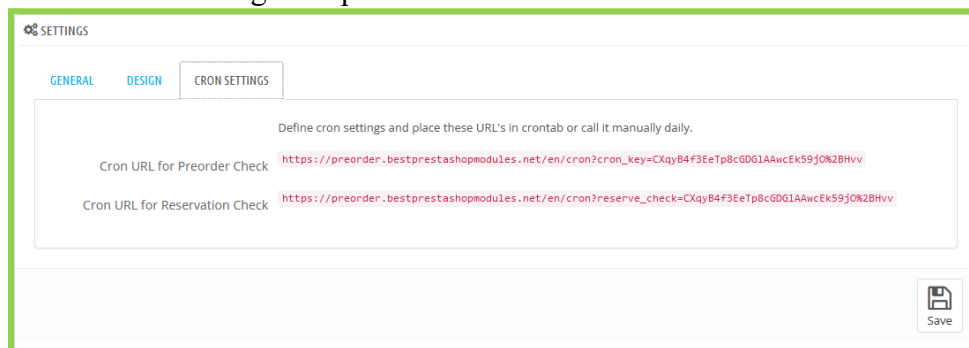 SETTINGS
GENERAL DESIGN CRON SETTINGS
Define cron settings and place these URL's in crontab or call it manually daily.
Cron URL for Preorder Check https://preorder.bestprestashopmodules.net/en/cron?cron_key=CXqyB4f3EeTp8cGDGlAAwcEk59jO%2BHvv
Cron URL for Reservation Check https://preorder.bestprestashopmodules.net/en/cron?reserve_check=CXqyB4f3EeTp8cGDGlAAwcEk59jO%2BHvv
Save